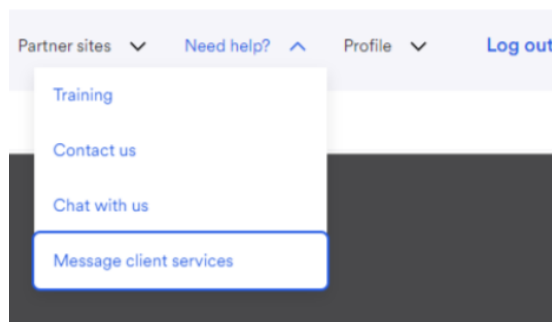 Partner sites Need help? Profile Log out
Training
Contact us
Chat with us
Message client services